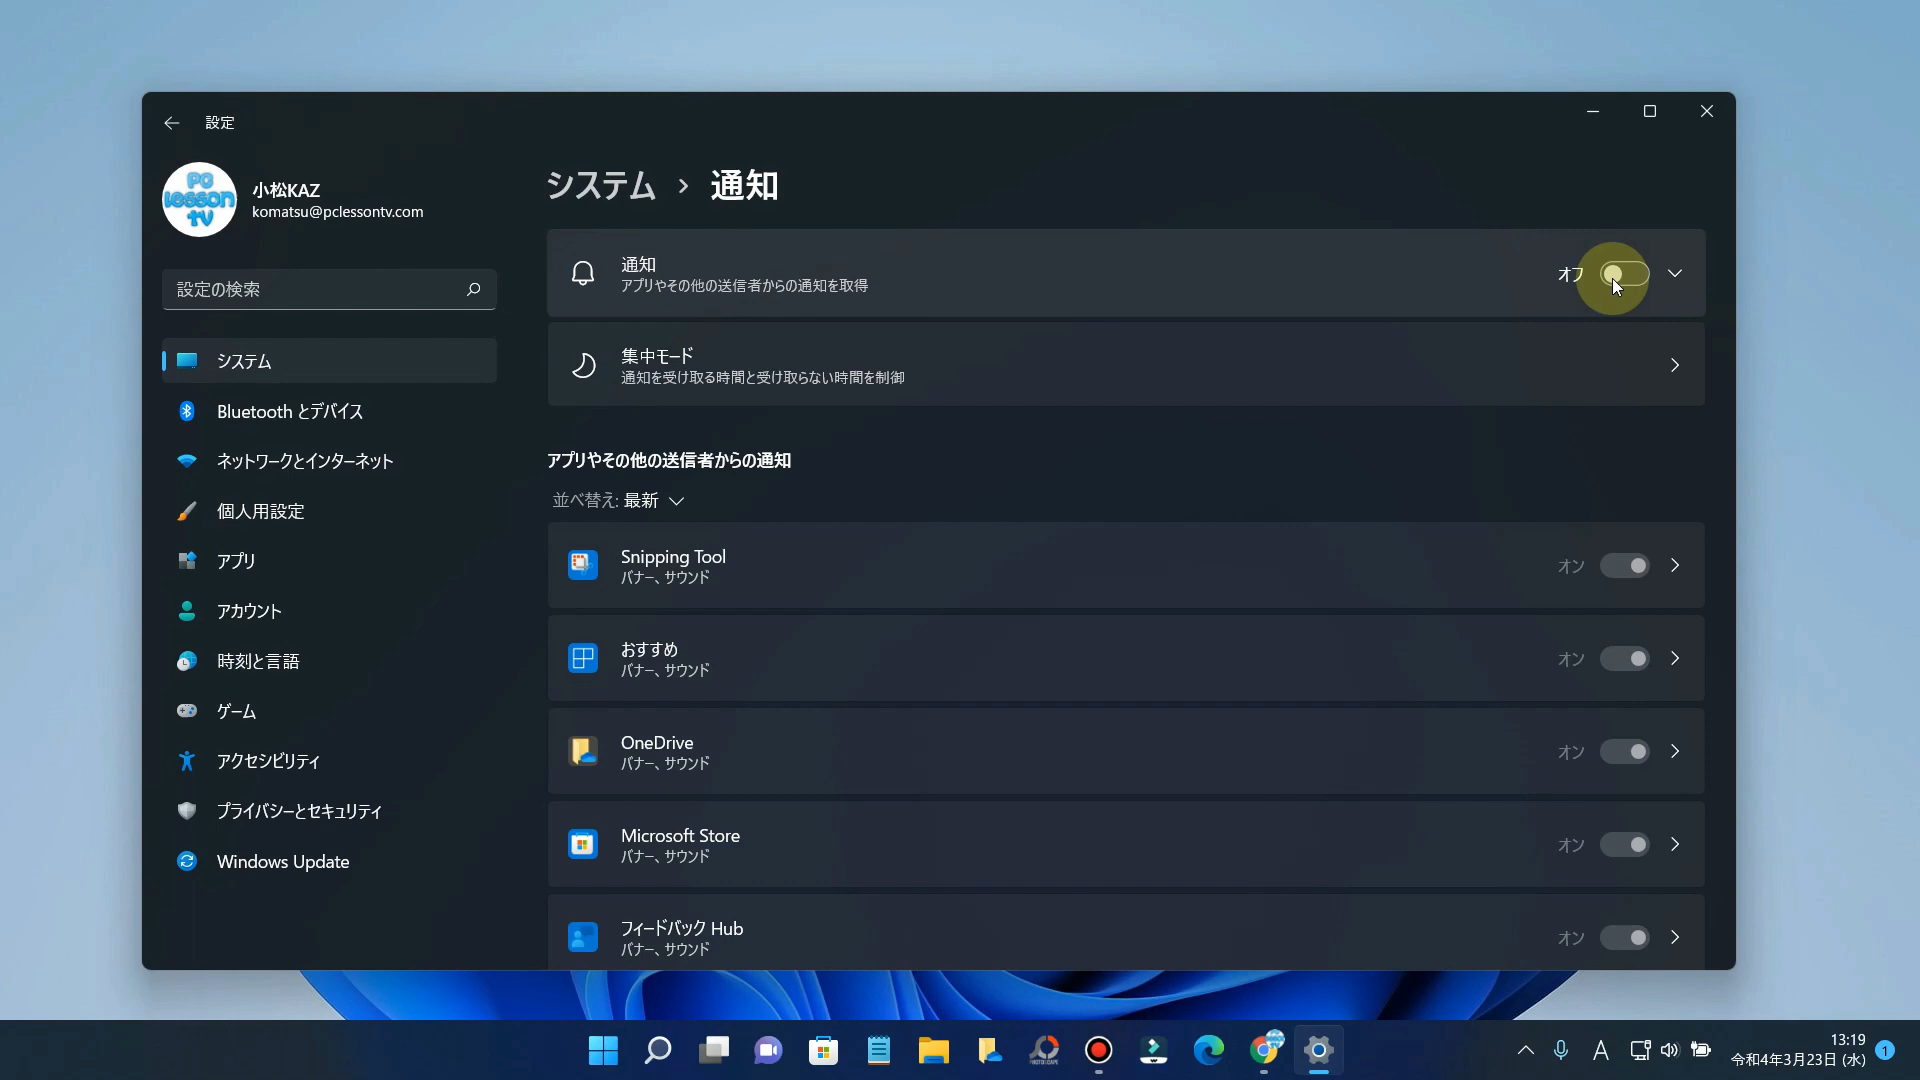 設定
PC
lesson
TV
小松KAZ
komatsu@pclessontv.com
設定の検索
システム
Bluetooth とデバイス
ネットワークとインターネット
個人用設定
アプリ
アカウント
時刻と言語
ゲーム
アクセシビリティ
プライバシーとセキュリティ
Windows Update
システム › 通知
通知
アプリやその他の送信者からの通知を取得
オフ
集中モード
通知を受け取る時間と受け取らない時間を制御
アプリやその他の送信者からの通知
並べ替え: 最新
Snipping Tool
バナー、サウンド
オン
おすすめ
バナー、サウンド
オン
OneDrive
バナー、サウンド
オン
Microsoft Store
バナー、サウンド
オン
フィードバック Hub
バナー、サウンド
オン
A
13:19
令和4年3月23日 (水)
1